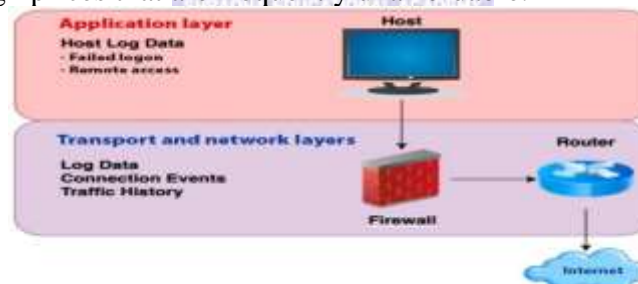 Application layer
Host
Host Log Data
- Failed logon
- Remote access
Transport and network layers
Router
Log Data
Connection Events
Traffic History
Firewall
Internet